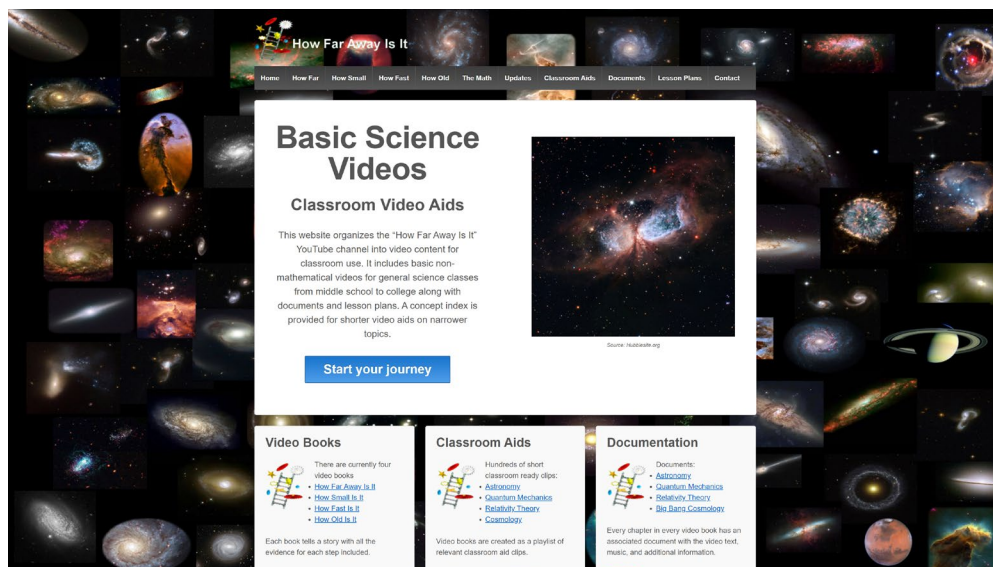 How Far Away Is It
Home How Far How Small How Fast How Old The Math Updates Classroom Aids Documents Lesson Plans Contact
Basic Science
Videos
Classroom Video Aids
This website organizes the “How Far Away Is It”
YouTube channel into video content for
classroom use. It includes basic non-
mathematical videos for general science classes
from middle school to college along with
documents and lesson plans. A concept index is
provided for shorter video aids on narrower
topics.
Start your journey
Source: Hubblesite.org
Video Books
There are currently four
video books
How Far Away Is It
How Small Is It
How Fast Is It
How Old Is It
Each book tells a story with all the
evidence for each step included.
Classroom Aids
Hundreds of short
classroom ready clips:
Astronomy
Quantum Mechanics
Relativity Theory
Cosmology
Video books are created as a playlist of
relevant classroom aid clips.
Documentation
Documents:
Astronomy
Quantum Mechanics
Relativity Theory
Big Bang Cosmology
Every chapter in every video book has an
associated document with the video text,
music, and additional information.